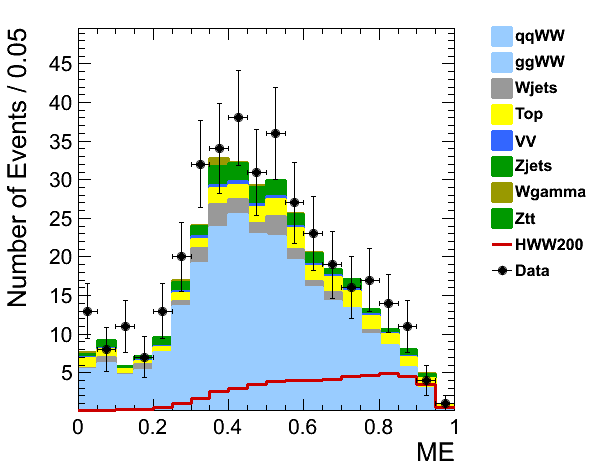 Number of Events / 0.05
45
40
35
30
25
20
15
10
5
0 0.2 0.4 0.6 0.8 1
ME
qqWW
ggWW
Wjets
Top
VV
Zjets
Wgamma
Ztt
HWW200
Data